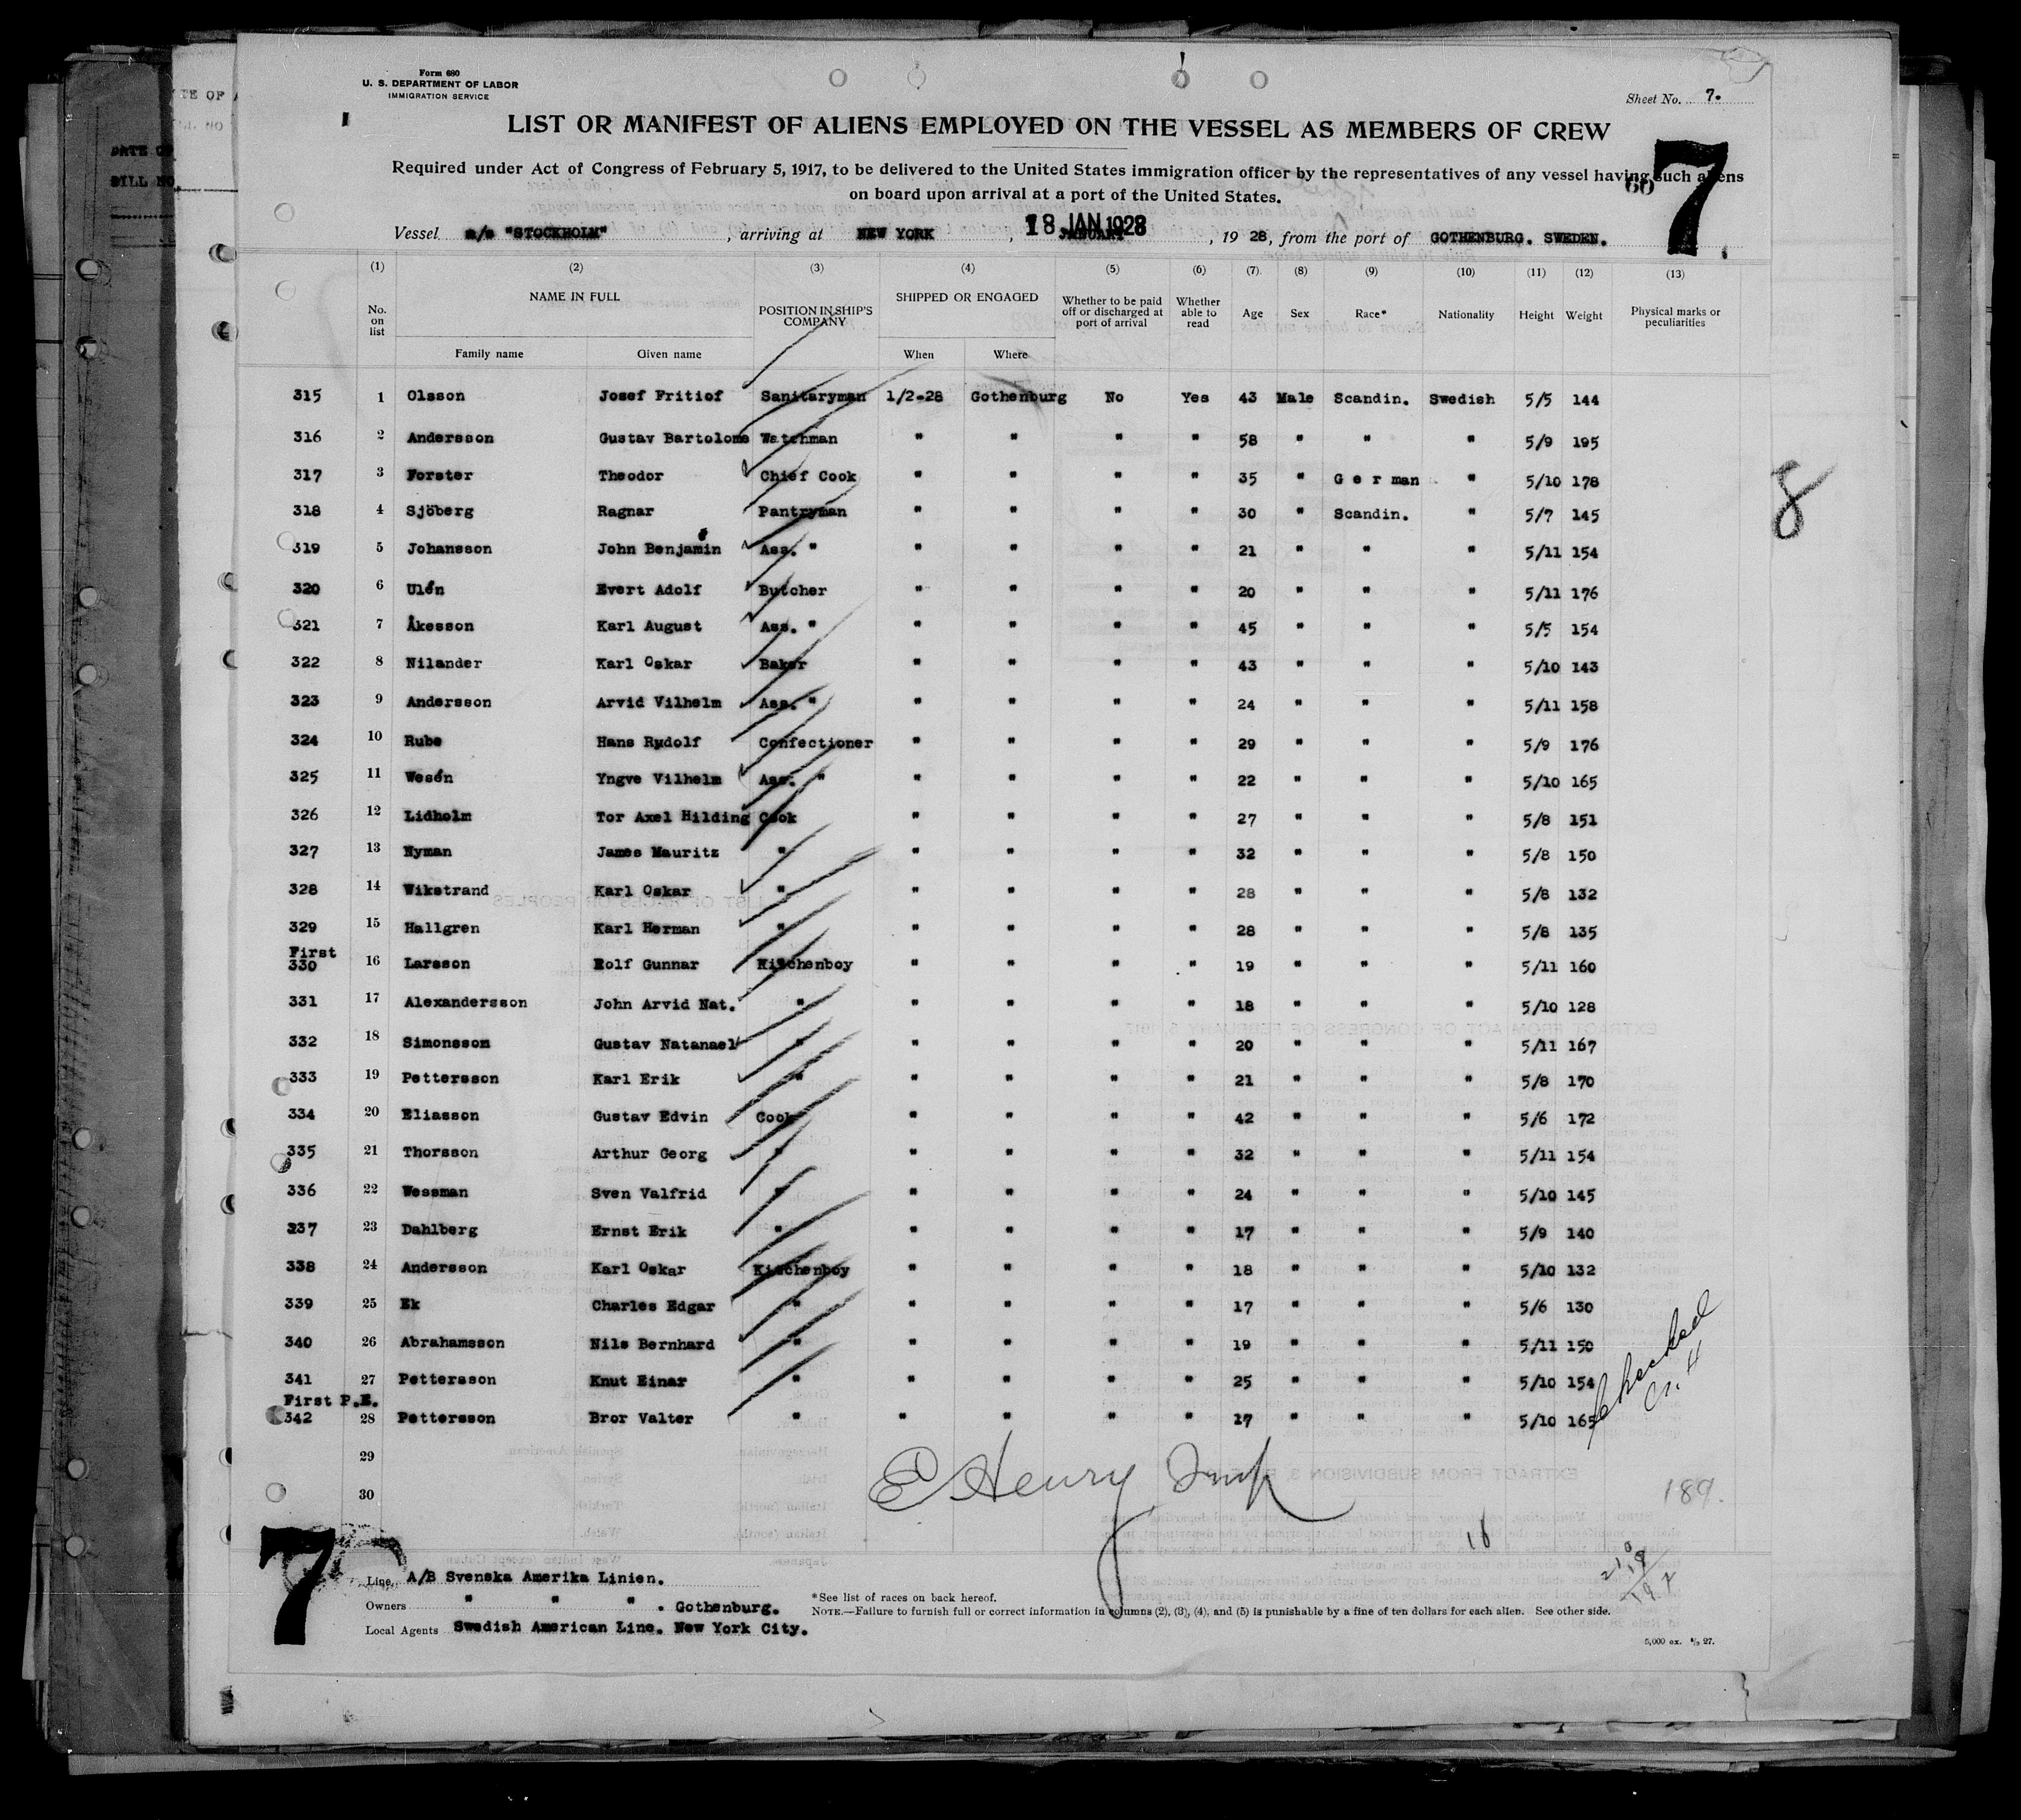 Form 680
U. S. DEPARTMENT OF LABOR
IMMIGRATION SERVICE
Sheet No. 7.
LIST OR MANIFEST OF ALIENS EMPLOYED ON THE VESSEL AS MEMBERS OF CREW
Required under Act of Congress of February 5, 1917, to be delivered to the United States immigration officer by the representatives of any vessel having such aliens
on board upon arrival at a port of the United States.
7
Vessel "STOCKHOLM", arriving at NEW YORK, 18 JAN 1928 JANUARY, 19 28, from the port of GOTHENBURG. SWEDEN.
(1) (2) (3) (4) (5) (6) (7) (8) (9) (10) (11) (12) (13)
No. on list NAME IN FULL POSITION IN SHIP'S COMPANY SHIPPED OR ENGAGED Whether to be paid off or discharged at port of arrival Whether able to read Age Sex Race* Nationality Height Weight Physical marks or peculiarities
Family name Given name When Where
315 1 Olsson Josef Fritiof Sanitaryman 1/2-28 Gothenburg No Yes 43 Male Scandin. Swedish 5/5 144
316 2 Andersson Gustav Bartolome Watchman " " " " 58 " " " 5/9 195
317 3 Forster Theodor Chief Cook " " " " 35 " German " 5/10 178
318 4 Sjöberg Ragnar Pantryman " " " " 30 " Scandin. " 5/7 145
319 5 Johansson John Benjamin Ass. " " " " " 21 " " " 5/11 154
320 6 Ulén Evert Adolf Butcher " " " " 20 " " " 5/11 176
321 7 Åkesson Karl August Ass. " " " " " 45 " " " 5/5 154
322 8 Nilander Karl Oskar Baker " " " " 43 " " " 5/10 143
323 9 Andersson Arvid Vilhelm Ass. " " " " " 24 " " " 5/11 158
324 10 Rube Hans Rudolf Confectioner " " " " 29 " " " 5/9 176
325 11 Wesén Yngve Vilhelm Ass. " " " " " 22 " " " 5/10 165
326 12 Lidholm Tor Axel Hilding Cook " " " " 27 " " " 5/8 151
327 13 Nyman James Mauritz " " " " " 32 " " " 5/8 150
328 14 Wikstrand Karl Oskar " " " " " 28 " " " 5/8 132
329 15 Hallgren Karl Herman " " " " " 28 " " " 5/8 135
First
330 16 Larsson Rolf Gunnar Kitchenboy " " " " 19 " " " 5/11 160
331 17 Alexandersson John Arvid Nat. " " " " " 18 " " " 5/10 128
332 18 Simonsson Gustav Natanael " " " " " 20 " " " 5/11 167
333 19 Pettersson Karl Erik " " " " " 21 " " " 5/8 170
334 20 Eliasson Gustav Edvin Cook " " " " 42 " " " 5/6 172
335 21 Thorsson Arthur Georg " " " " " 32 " " " 5/11 154
336 22 Wessman Sven Valfrid " " " " " 24 " " " 5/10 145
337 23 Dahlberg Ernst Erik " " " " " 17 " " " 5/9 140
338 24 Andersson Karl Oskar Kitchenboy " " " " 18 " " " 5/10 132
339 25 Ek Charles Edgar " " " " " 17 " " " 5/6 130
340 26 Abrahamsson Nils Bernhard " " " " " 19 " " " 5/11 150
341 27 Pettersson Knut Einar " " " " " 25 " " " 5/10 154
First P.E.
342 28 Pettersson Bror Valter " " " " " 17 " " " 5/10 165
29
30
8
Checked
E Henry Insp
189.
7
Line A/B Svenska Amerika Linien.
Owners " " " . Gothenburg.
Local Agents Swedish American Line. New York City.
*See list of races on back hereof.
NOTE.—Failure to furnish full or correct information in columns (2), (3), (4), and (5) is punishable by a fine of ten dollars for each alien. See other side.